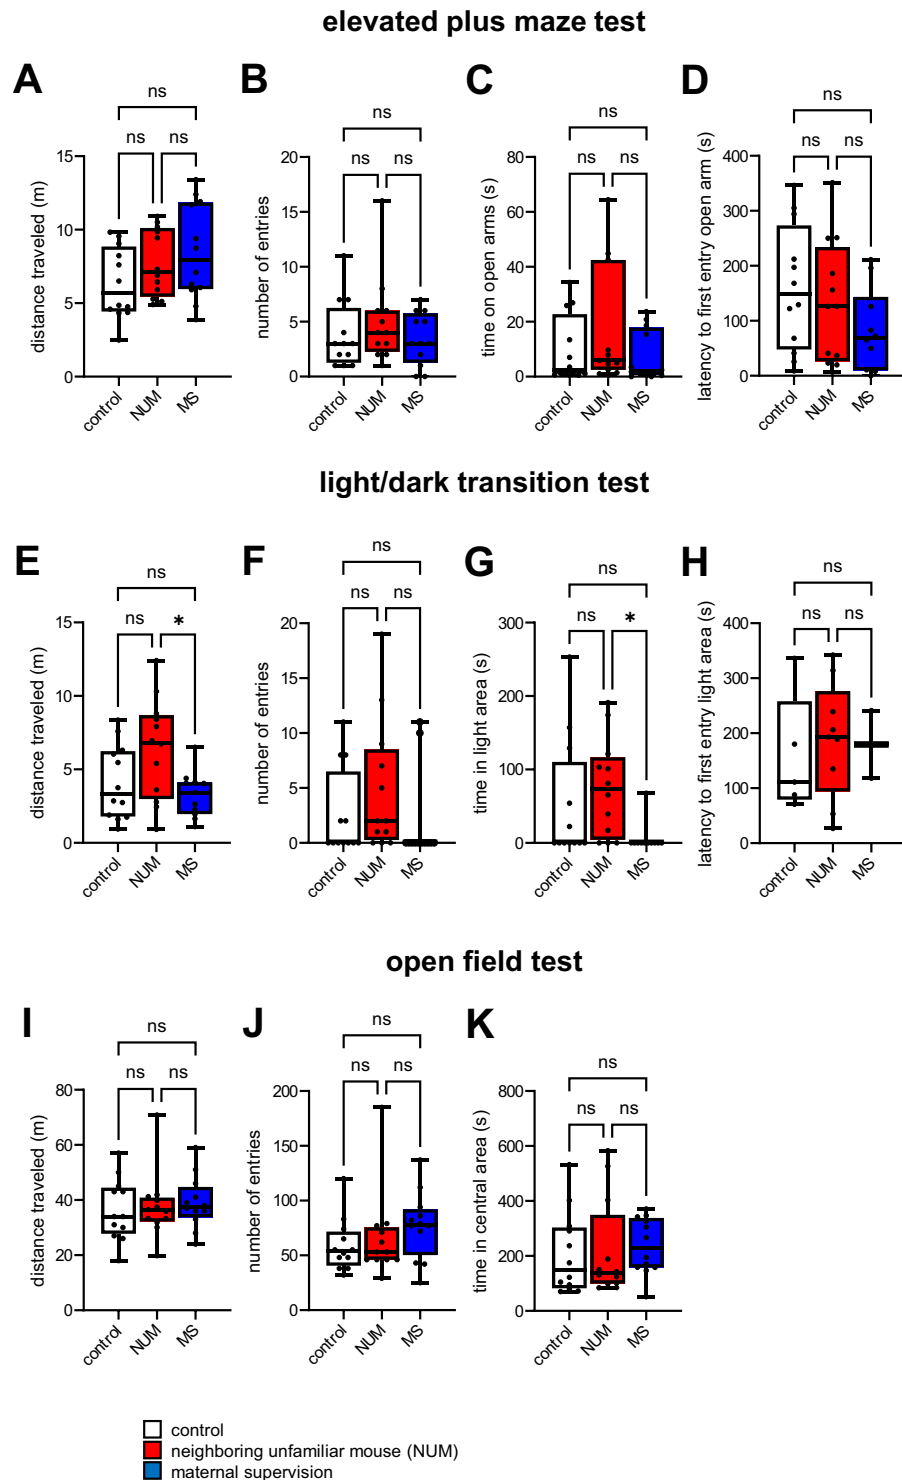 elevated plus maze test
A B C D
ns ns ns
distance traveled (m)
15
10
5
0
control NUM MS
ns ns ns
number of entries
20
15
10
5
0
control NUM MS
ns ns ns
time on open arms (s)
80
60
40
20
0
control NUM MS
ns ns ns
latency to first entry open arm (s)
400
300
200
100
0
control NUM MS
light/dark transition test
E F G H
ns ns *
distance traveled (m)
15
10
5
0
control NUM MS
ns ns ns
number of entries
20
15
10
5
0
control NUM MS
ns ns *
time in light area (s)
300
200
100
0
control NUM MS
ns ns ns
latency to first entry light area (s)
400
300
200
100
0
control NUM MS
open field test
I J K
ns ns ns
distance traveled (m)
80
60
40
20
0
control NUM MS
ns ns ns
number of entries
200
150
100
50
0
control NUM MS
ns ns ns
time in central area (s)
800
600
400
200
0
control NUM MS
control
neighboring unfamiliar mouse (NUM)
maternal supervision